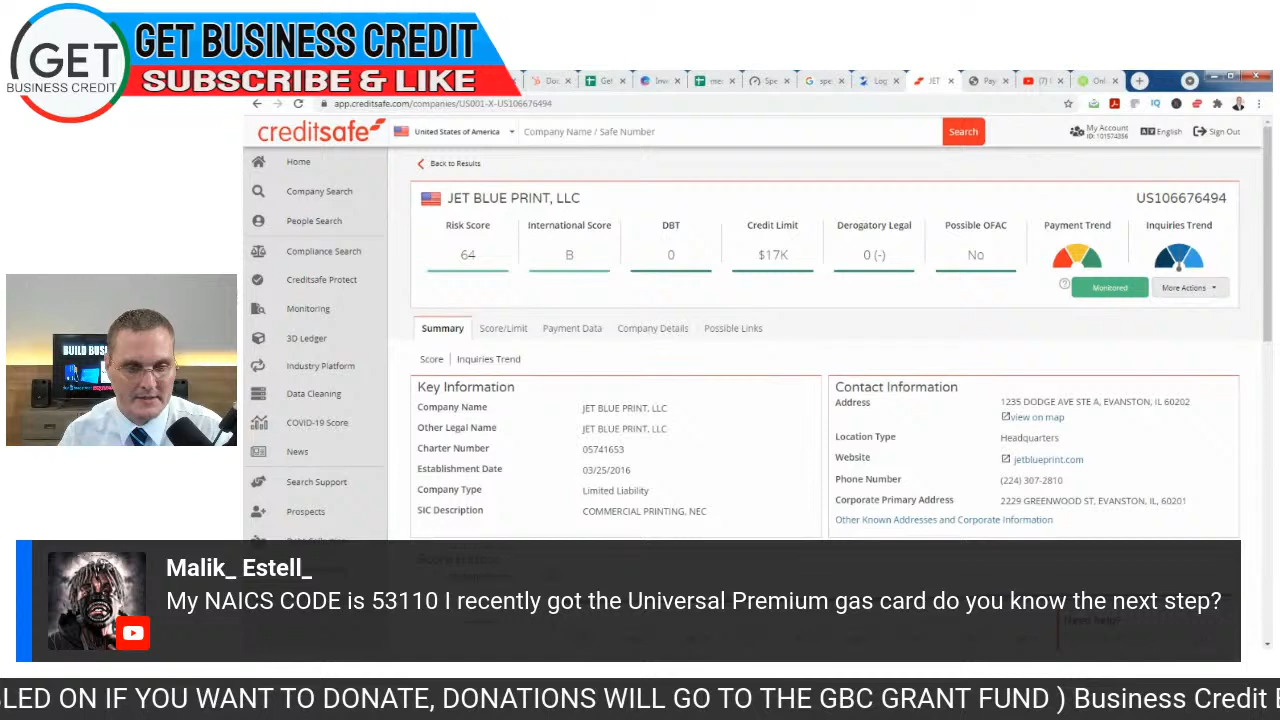 GET BUSINESS CREDIT
SUBSCRIBE & LIKE
GET
BUSINESS CREDIT
JET
Pay
app.creditsafe.com/companies/US001-X-US106676494
creditsafe
United States of America
Company Name / Safe Number
Search
My Account
ID: 101574356
English
Sign Out
Home
Company Search
People Search
Compliance Search
Creditsafe Protect
Monitoring
3D Ledger
Industry Platform
Data Cleaning
COVID-19 Score
News
Search Support
Prospects
Back to Results
JET BLUE PRINT, LLC
US106676494
Risk Score International Score DBT Credit Limit Derogatory Legal Possible OFAC Payment Trend Inquiries Trend
64 B 0 $17K 0 (-) No
Monitored More Actions
Summary Score/Limit Payment Data Company Details Possible Links
Score | Inquiries Trend
Key Information
Company Name JET BLUE PRINT, LLC
Other Legal Name JET BLUE PRINT, LLC
Charter Number 05741653
Establishment Date 03/25/2016
Company Type Limited Liability
SIC Description COMMERCIAL PRINTING, NEC
Contact Information
Address 1235 DODGE AVE STE A, EVANSTON, IL 60202
view on map
Location Type Headquarters
Website jetblueprint.com
Phone Number (224) 307-2810
Corporate Primary Address 2229 GREENWOOD ST, EVANSTON, IL, 60201
Other Known Addresses and Corporate Information
BUILD BUSI
Need help?
Malik_ Estell_
My NAICS CODE is 53110 I recently got the Universal Premium gas card do you know the next step?
BLED ON IF YOU WANT TO DONATE, DONATIONS WILL GO TO THE GBC GRANT FUND ) Business Credit